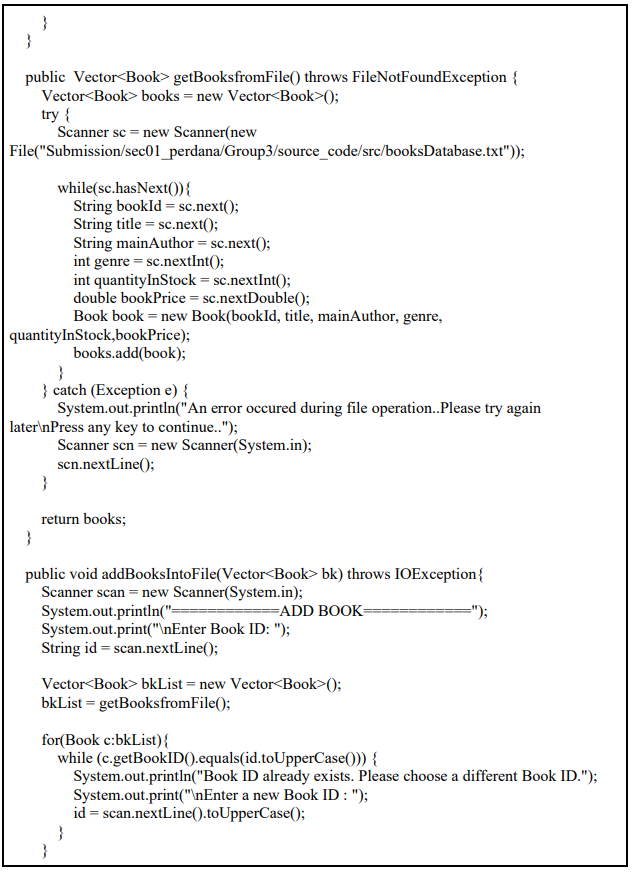 }
}
public  Vector<Book> getBooksfromFile() throws FileNotFoundException {
Vector<Book> books = new Vector<Book>();
try {
Scanner sc = new Scanner(new
File("Submission/sec01_perdana/Group3/source_code/src/booksDatabase.txt"));
while(sc.hasNext()){
String bookId = sc.next();
String title = sc.next();
String mainAuthor = sc.next();
int genre = sc.nextInt();
int quantityInStock = sc.nextInt();
double bookPrice = sc.nextDouble();
Book book = new Book(bookId, title, mainAuthor, genre,
quantityInStock,bookPrice);
books.add(book);
}
} catch (Exception e) {
System.out.println("An error occured during file operation..Please try again
later\nPress any key to continue..");
Scanner scn = new Scanner(System.in);
scn.nextLine();
}
return books;
}
public void addBooksIntoFile(Vector<Book> bk) throws IOException{
Scanner scan = new Scanner(System.in);
System.out.println("============ADD BOOK============");
System.out.print("\nEnter Book ID: ");
String id = scan.nextLine();
Vector<Book> bkList = new Vector<Book>();
bkList = getBooksfromFile();
for(Book c:bkList){
while (c.getBookID().equals(id.toUpperCase())) {
System.out.println("Book ID already exists. Please choose a different Book ID.");
System.out.print("\nEnter a new Book ID : ");
id = scan.nextLine().toUpperCase();
}
}